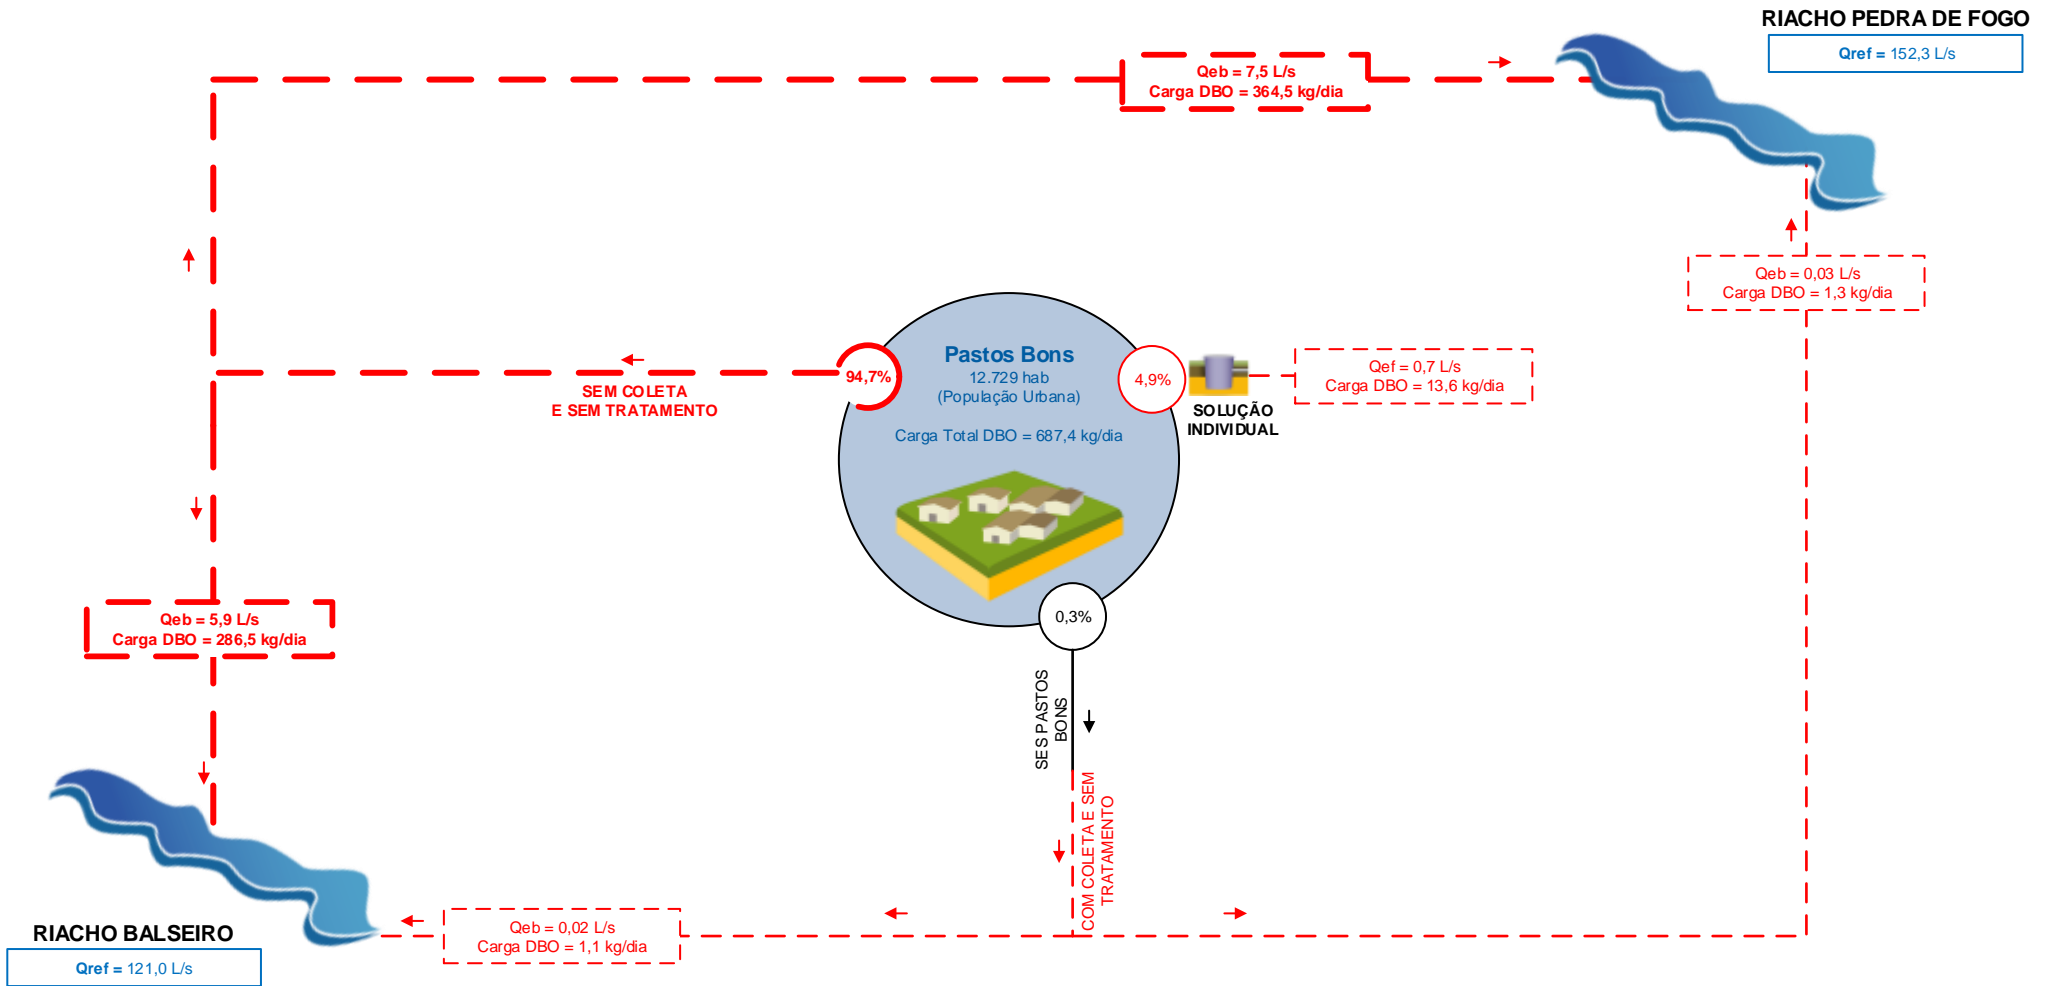 RIACHO PEDRA DE FOGO
Qref = 152,3 L/s
Qeb = 7,5 L/s
Carga DBO = 364,5 kg/dia
Qeb = 0,03 L/s
Carga DBO = 1,3 kg/dia
Pastos Bons
12.729 hab
(População Urbana)
Carga Total DBO = 687,4 kg/dia
94,7%
SEM COLETA
E SEM TRATAMENTO
4,9%
SOLUÇÃO
INDIVIDUAL
Qef = 0,7 L/s
Carga DBO = 13,6 kg/dia
0,3%
SES PASTOS
BONS
COM COLETA E SEM
TRATAMENTO
Qeb = 5,9 L/s
Carga DBO = 286,5 kg/dia
Qeb = 0,02 L/s
Carga DBO = 1,1 kg/dia
RIACHO BALSEIRO
Qref = 121,0 L/s